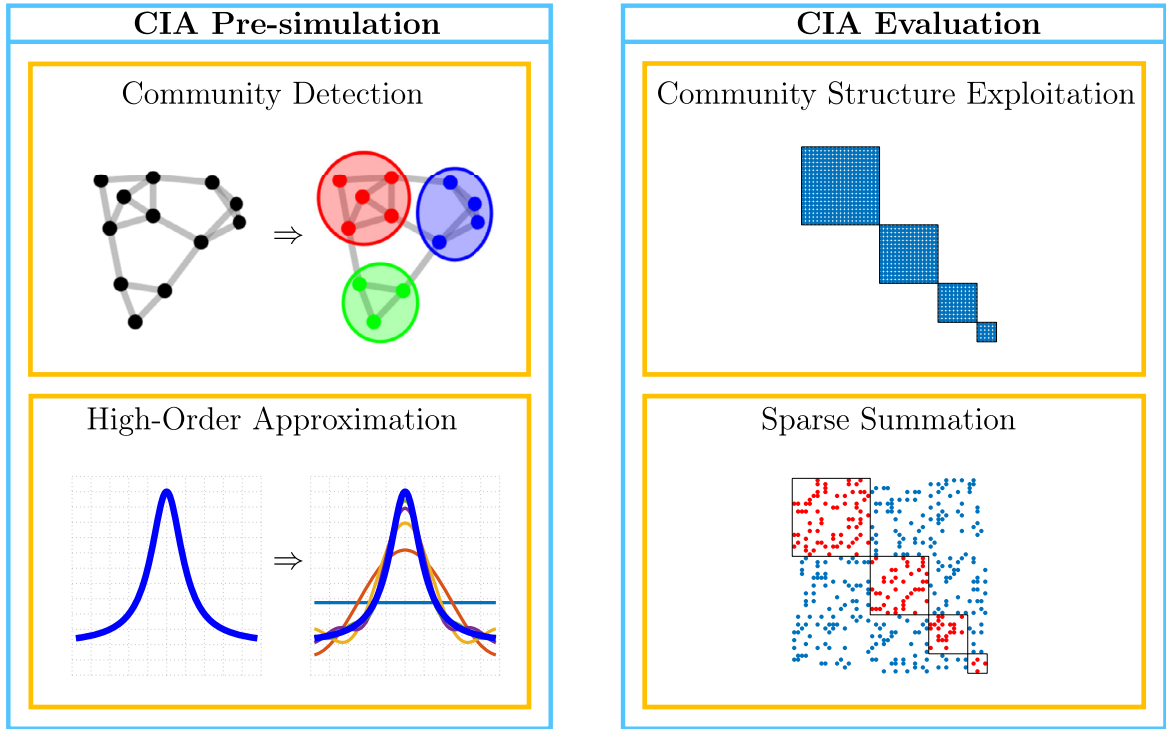 CIA Pre-simulation
Community Detection
⇒
High-Order Approximation
⇒
CIA Evaluation
Community Structure Exploitation
Sparse Summation